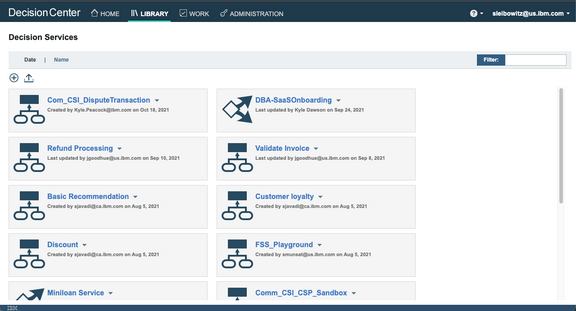 DecisionCenter HOME LIBRARY WORK ADMINISTRATION ? sleibowitz@us.ibm.com
Decision Services
Date | Name Filter:
Com_CSI_DisputeTransaction
Created by Kyle.Peacock@ibm.com on Oct 18, 2021
DBA-SaaSOnboarding
Last updated by Kyle Dawson on Sep 24, 2021
Refund Processing
Last updated by jgoodhue@us.ibm.com on Sep 10, 2021
Validate Invoice
Last updated by jgoodhue@us.ibm.com on Sep 8, 2021
Basic Recommendation
Created by sjavadi@ca.ibm.com on Aug 5, 2021
Customer loyalty
Created by sjavadi@ca.ibm.com on Aug 5, 2021
Discount
Created by sjavadi@ca.ibm.com on Aug 5, 2021
FSS_Playground
Created by smunsat@us.ibm.com on Aug 5, 2021
Miniloan Service
Comm_CSI_CSP_Sandbox
IBM